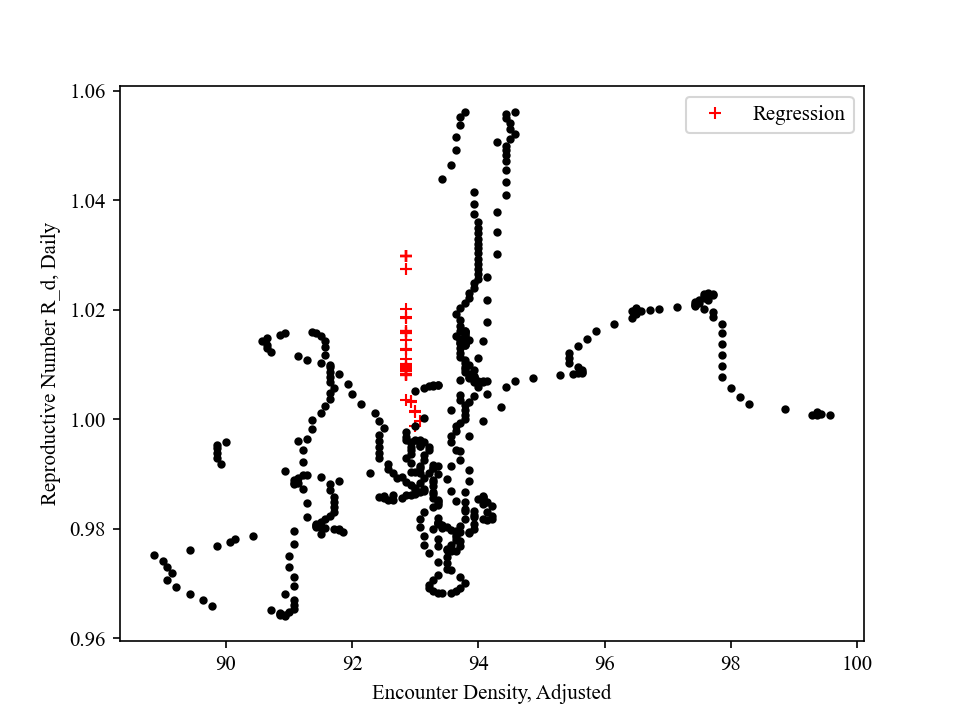 1.06
Regression
1.04
1.02
1.00
0.98
0.96
Reproductive Number R_d, Daily
90 92 94 96 98 100
Encounter Density, Adjusted